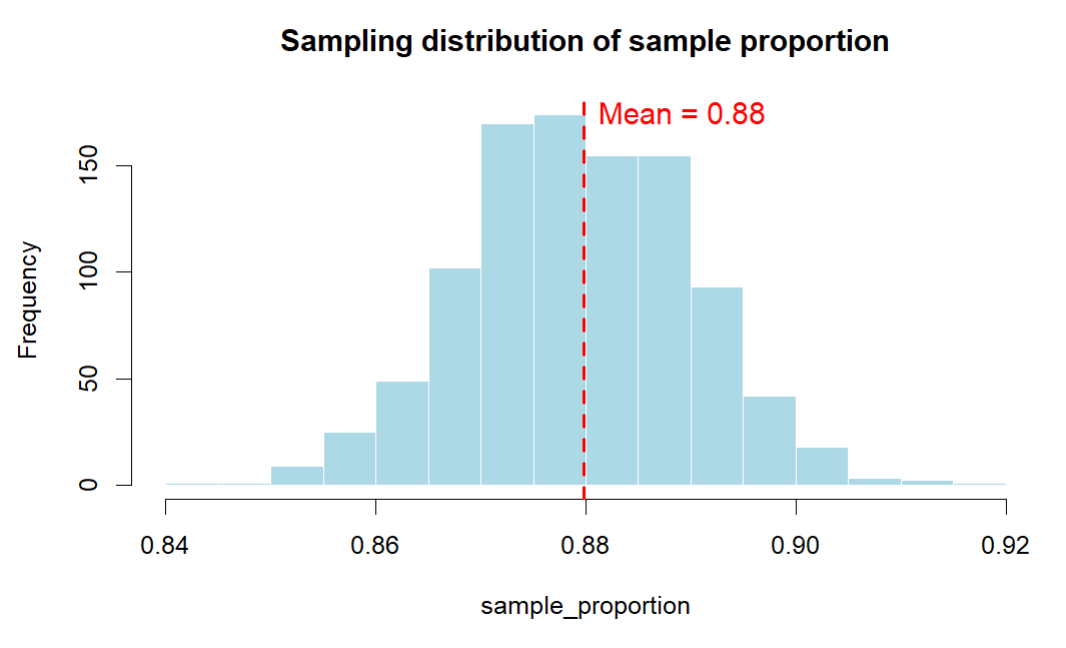 Sampling distribution of sample proportion
Mean = 0.88
Frequency
150
100
50
0
0.84 0.86 0.88 0.90 0.92
sample_proportion